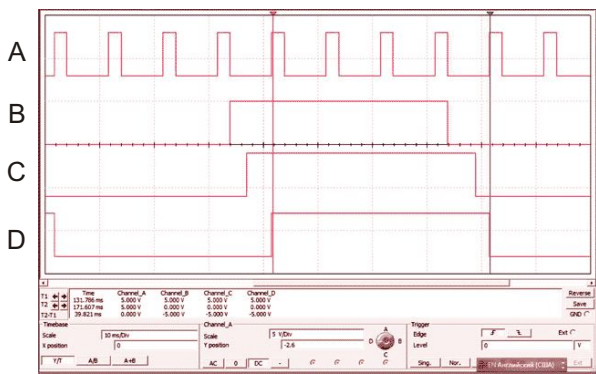 A
B
C
D
Time Channel_A Channel_B Channel_C Channel_D
T1 131.786 ms 5.000 V 5.000 V 5.000 V 5.000 V
T2 171.607 ms 5.000 V 0.000 V 0.000 V 0.000 V
T2-T1 39.821 ms 0.000 V -5.000 V -5.000 V -5.000 V
Reverse
Save
GND
Timebase
Scale 10 ms/Div
X position 0
Y/T A/B A+B
Channel_A
Scale 5 V/Div
Y position -2.6
AC 0 DC -
A
B
C
D
Trigger
Edge Ext
Level 0 V
Sing. Nor. Ext